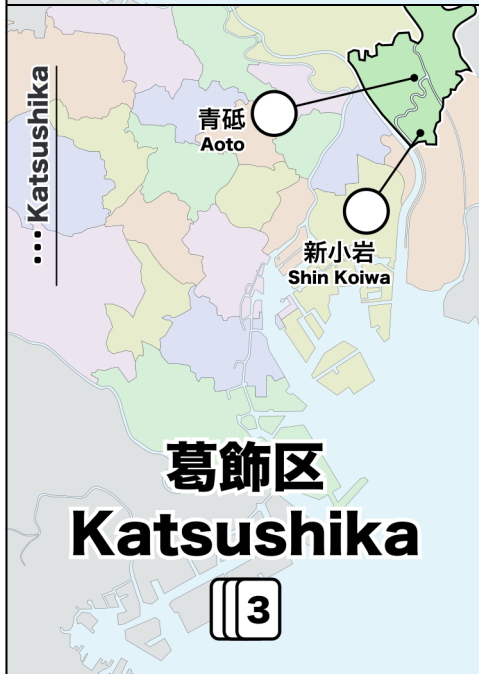 …Katsushika
青砥
Aoto
新小岩
Shin Koiwa
葛飾区
Katsushika
3